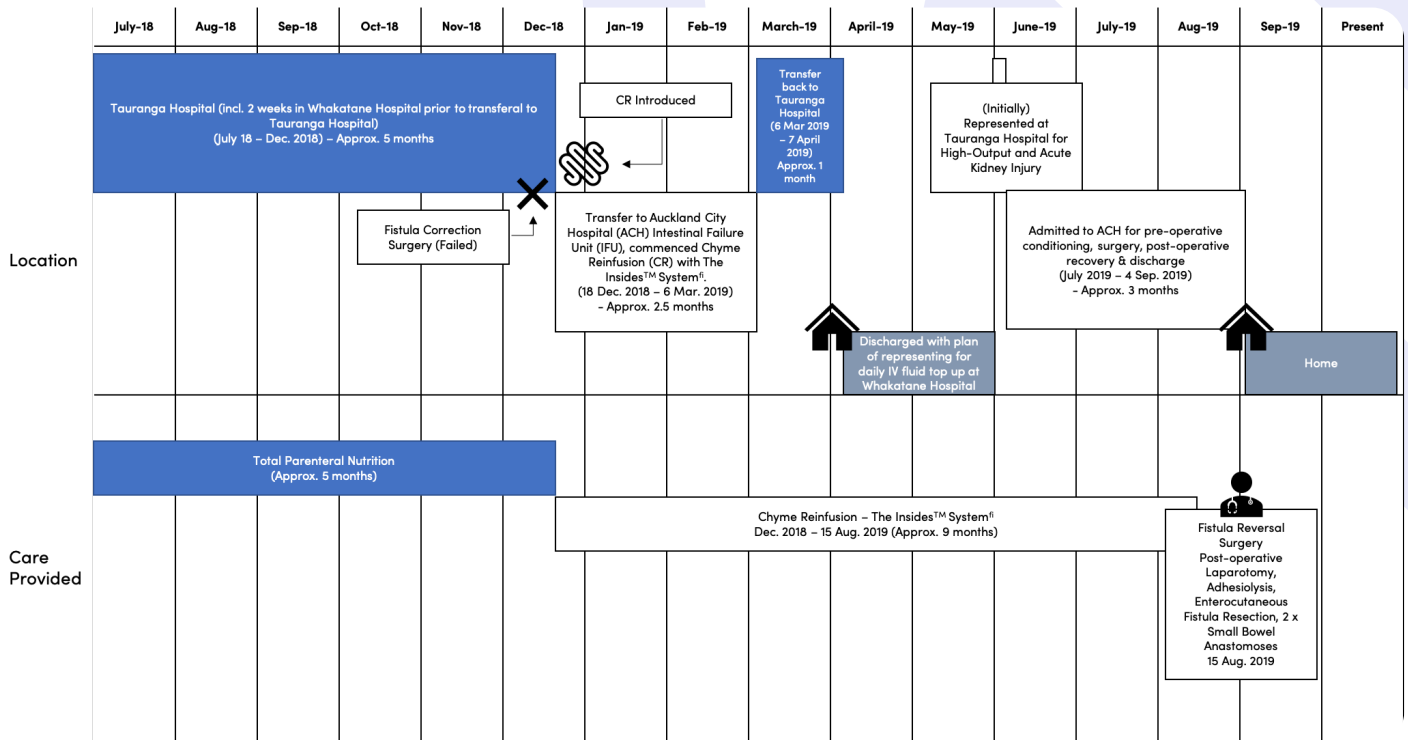 July-18 Aug-18 Sep-18 Oct-18 Nov-18 Dec-18 Jan-19 Feb-19 March-19 April-19 May-19 June-19 July-19 Aug-19 Sep-19 Present
Location
Tauranga Hospital (incl. 2 weeks in Whakatane Hospital prior to transferal to
Tauranga Hospital)
(July 18 – Dec. 2018) – Approx. 5 months
Fistula Correction
Surgery (Failed)
CR Introduced
Transfer to Auckland City
Hospital (ACH) Intestinal Failure
Unit (IFU), commenced Chyme
Reinfusion (CR) with The
Insides™ System®.
(18 Dec. 2018 – 6 Mar. 2019)
- Approx. 2.5 months
Transfer
back to
Tauranga
Hospital
(6 Mar 2019
– 7 April
2019)
Approx. 1
month
Discharged with plan
of representing for
daily IV fluid top up at
Whakatane Hospital
(Initially)
Represented at
Tauranga Hospital for
High-Output and Acute
Kidney Injury
Admitted to ACH for pre-operative
conditioning, surgery, post-operative
recovery & discharge
(July 2019 – 4 Sep. 2019)
- Approx. 3 months
Home
Care
Provided
Total Parenteral Nutrition
(Approx. 5 months)
Chyme Reinfusion – The Insides™ Systemfi
Dec. 2018 – 15 Aug. 2019 (Approx. 9 months)
Fistula Reversal
Surgery
Post-operative
Laparotomy,
Adhesiolysis,
Enterocutaneous
Fistula Resection, 2 x
Small Bowel
Anastomoses
15 Aug. 2019